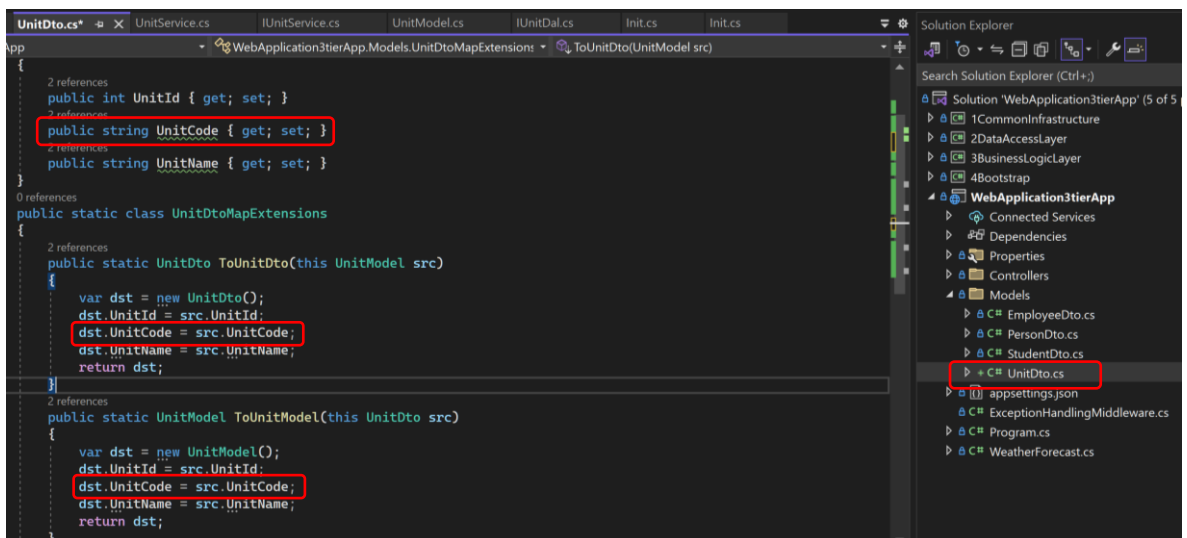 UnitDto.cs* UnitService.cs IUnitService.cs UnitModel.cs IUnitDal.cs Init.cs Init.cs
App WebApplication3tierApp.Models.UnitDtoMapExtensions ToUnitDto(UnitModel src)
{
2 references
public int UnitId { get; set; }
2 references
public string UnitCode { get; set; }
2 references
public string UnitName { get; set; }
}
0 references
public static class UnitDtoMapExtensions
{
2 references
public static UnitDto ToUnitDto(this UnitModel src)
{
var dst = new UnitDto();
dst.UnitId = src.UnitId;
dst.UnitCode = src.UnitCode;
dst.UnitName = src.UnitName;
return dst;
}
2 references
public static UnitModel ToUnitModel(this UnitDto src)
{
var dst = new UnitModel();
dst.UnitId = src.UnitId;
dst.UnitCode = src.UnitCode;
dst.UnitName = src.UnitName;
return dst;
Solution Explorer
Search Solution Explorer (Ctrl+;)
Solution 'WebApplication3tierApp' (5 of 5
C# 1CommonInfrastructure
C# 2DataAccessLayer
C# 3BusinessLogicLayer
C# 4Bootstrap
WebApplication3tierApp
Connected Services
Dependencies
Properties
Controllers
Models
C# EmployeeDto.cs
C# PersonDto.cs
C# StudentDto.cs
+ C# UnitDto.cs
appsettings.json
C# ExceptionHandlingMiddleware.cs
C# Program.cs
C# WeatherForecast.cs